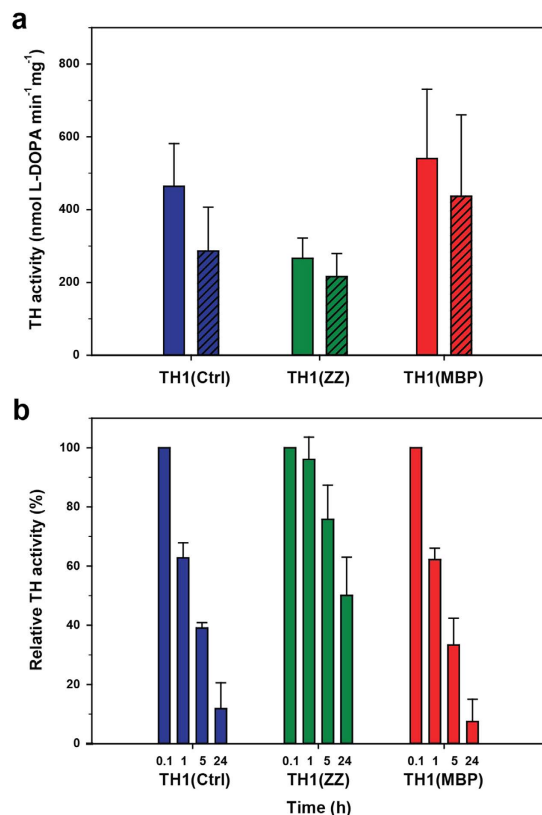 a
TH activity (nmol L-DOPA min⁻¹mg⁻¹)
800
600
400
200
0
TH1(Ctrl) TH1(ZZ) TH1(MBP)
b
Relative TH activity (%)
100
80
60
40
20
0
0.1 1 5 24 0.1 1 5 24 0.1 1 5 24
TH1(Ctrl) TH1(ZZ) TH1(MBP)
Time (h)